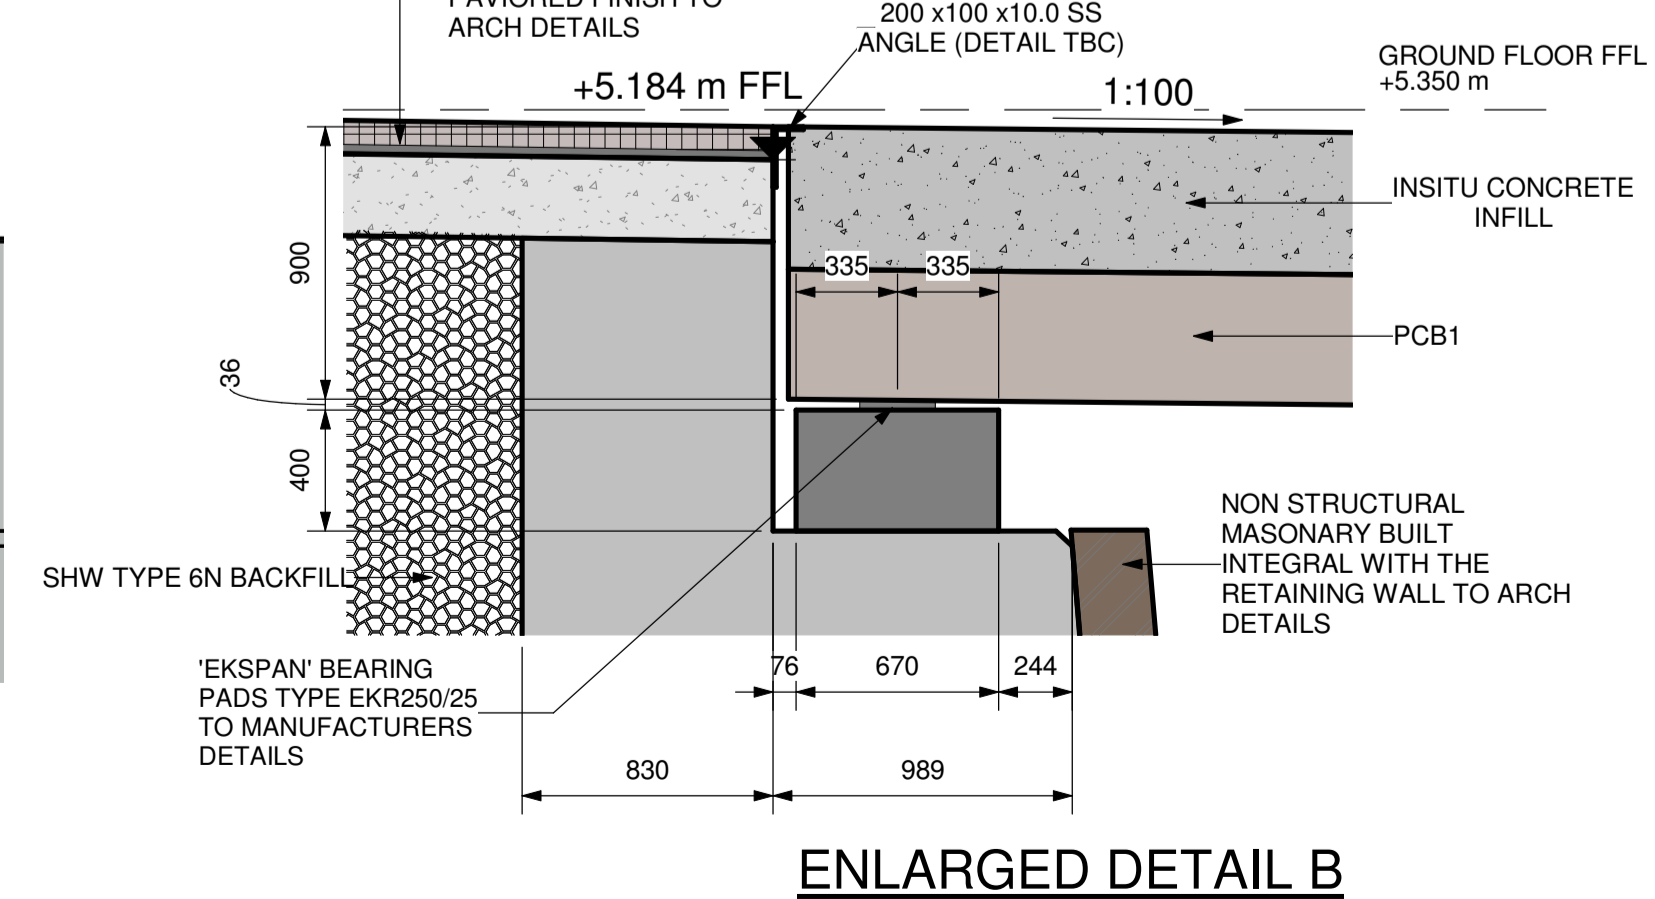 PAVIORED FINISH TO
ARCH DETAILS
200 x100 x10.0 SS
ANGLE (DETAIL TBC)
GROUND FLOOR FFL
+5.350 m
+5.184 m FFL
1:100
INSITU CONCRETE
INFILL
900
335
335
PCB1
36
400
NON STRUCTURAL
MASONARY BUILT
INTEGRAL WITH THE
RETAINING WALL TO ARCH
DETAILS
SHW TYPE 6N BACKFILL
'EKSPAN' BEARING
PADS TYPE EKR250/25
TO MANUFACTURERS
DETAILS
76
670
244
830
989
ENLARGED DETAIL B